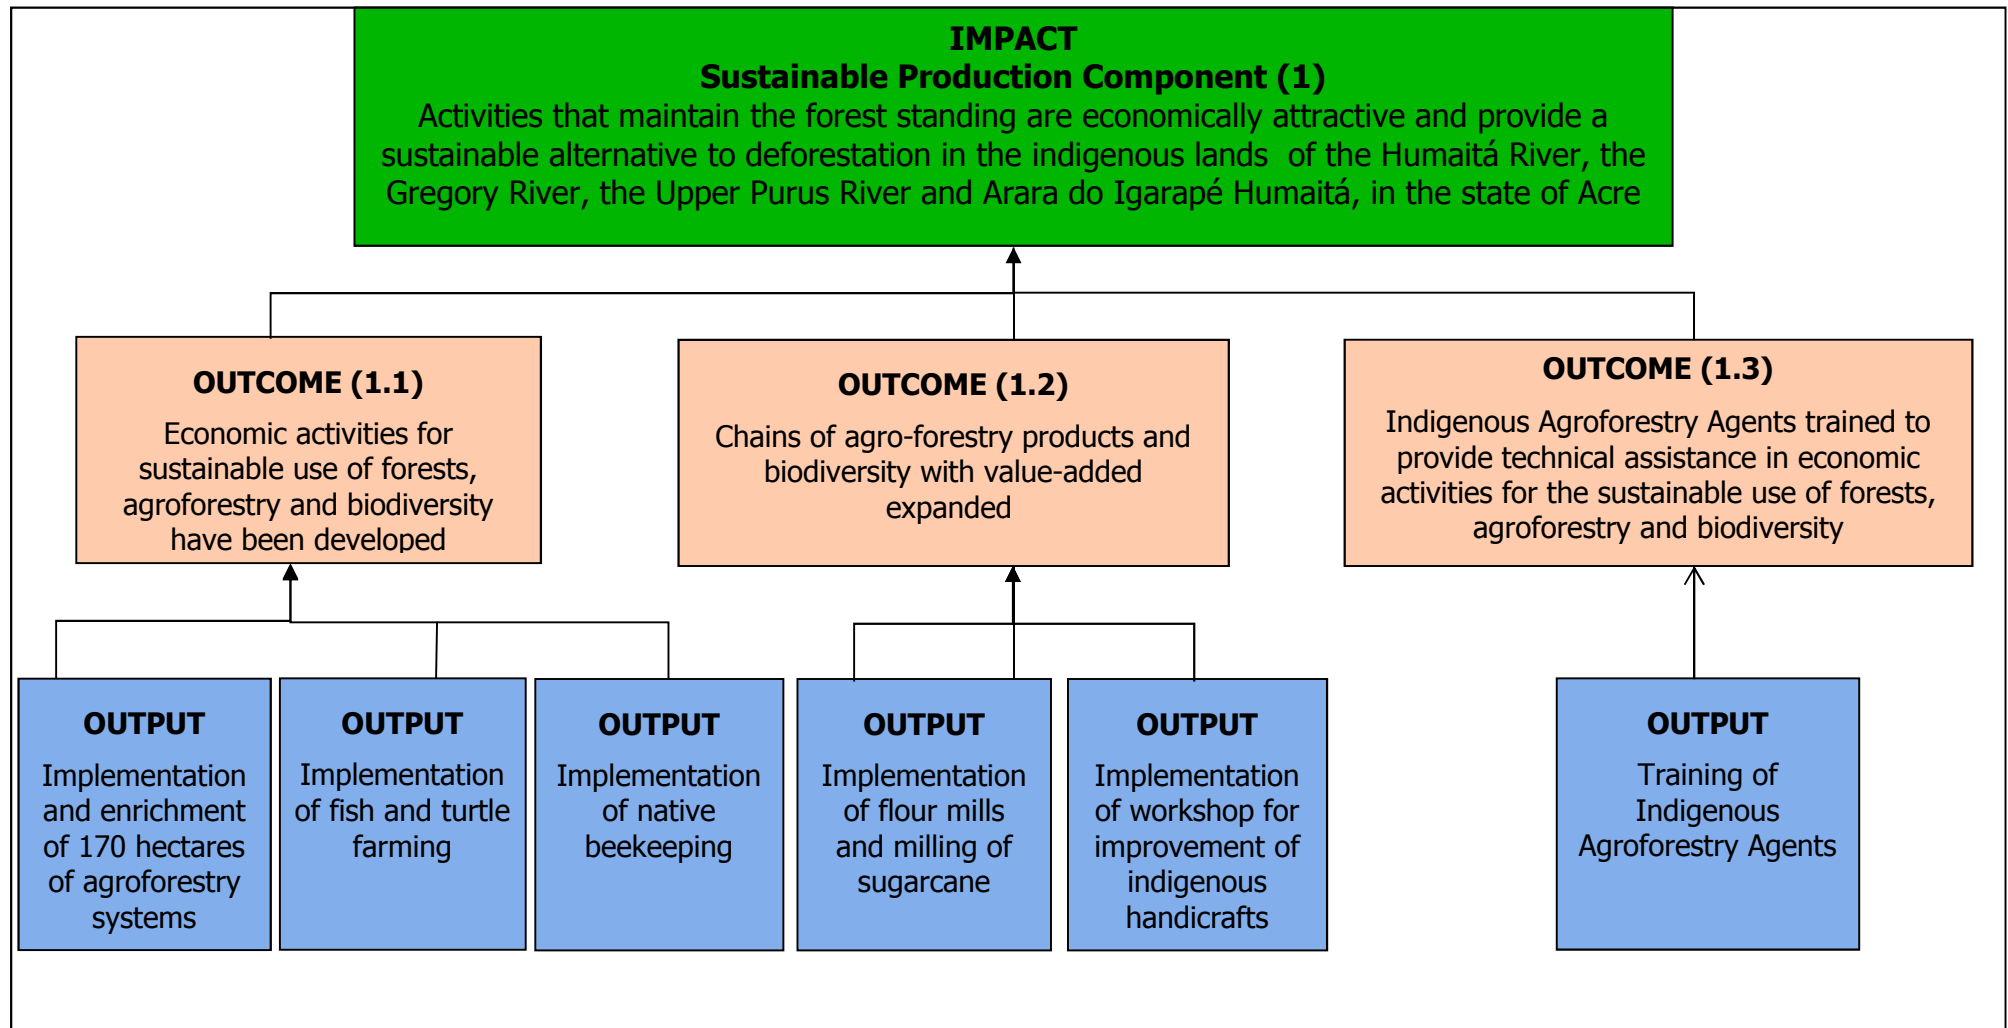 IMPACT
Sustainable Production Component (1)
Activities that maintain the forest standing are economically attractive and provide a
sustainable alternative to deforestation in the indigenous lands of the Humaitá River, the
Gregory River, the Upper Purus River and Arara do Igarapé Humaitá, in the state of Acre
OUTCOME (1.1)
Economic activities for
sustainable use of forests,
agroforestry and biodiversity
have been developed
OUTCOME (1.2)
Chains of agro-forestry products and
biodiversity with value-added
expanded
OUTCOME (1.3)
Indigenous Agroforestry Agents trained to
provide technical assistance in economic
activities for the sustainable use of forests,
agroforestry and biodiversity
OUTPUT
Implementation
and enrichment
of 170 hectares
of agroforestry
systems
OUTPUT
Implementation
of fish and turtle
farming
OUTPUT
Implementation
of native
beekeeping
OUTPUT
Implementation
of flour mills
and milling of
sugarcane
OUTPUT
Implementation
of workshop for
improvement of
indigenous
handicrafts
OUTPUT
Training of
Indigenous
Agroforestry Agents